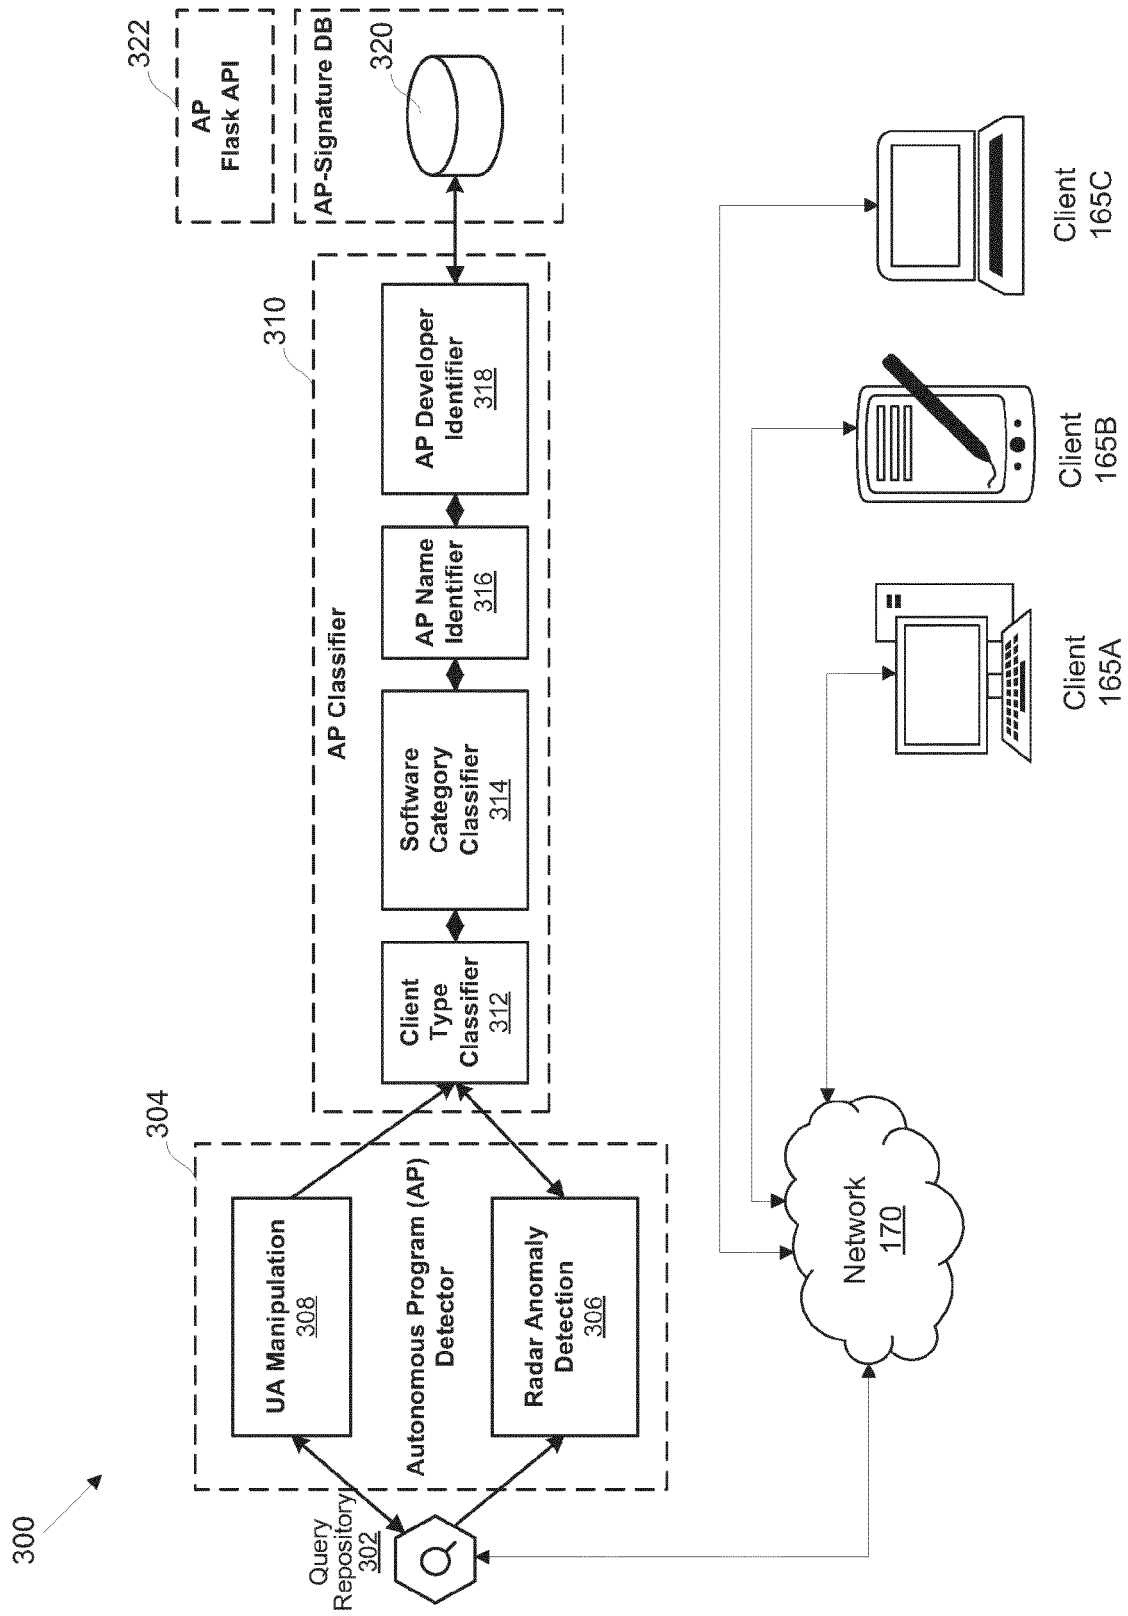 300
Query
Repository
302
304
UA Manipulation
308
Autonomous Program (AP)
Detector
Radar Anomaly
Detection
306
310
AP Classifier
Client
Type
Classifier
312
Software
Category
Classifier
314
AP Name
Identifier
316
AP Developer
Identifier
318
322
AP
Flask API
AP-Signature DB
320
Network
170
Client
165A
Client
165B
Client
165C